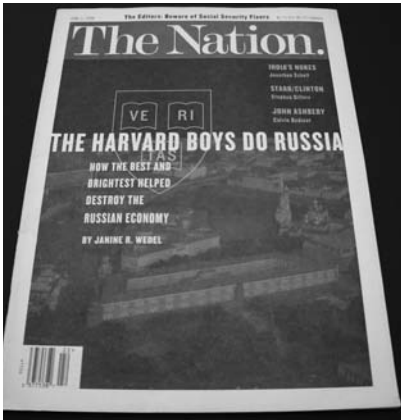 The Editors: Beware of Social Security Fixers
The Nation.
INDIA'S NUKES
Jonathan Schell
STARR/CLINTON
Stephen Gillers
JOHN ASHBERY
Calvin Bedient
VE RI
TAS
THE HARVARD BOYS DO RUSSIA
HOW THE BEST AND
BRIGHTEST HELPED
DESTROY THE
RUSSIAN ECONOMY
BY JANINE R. WEDEL